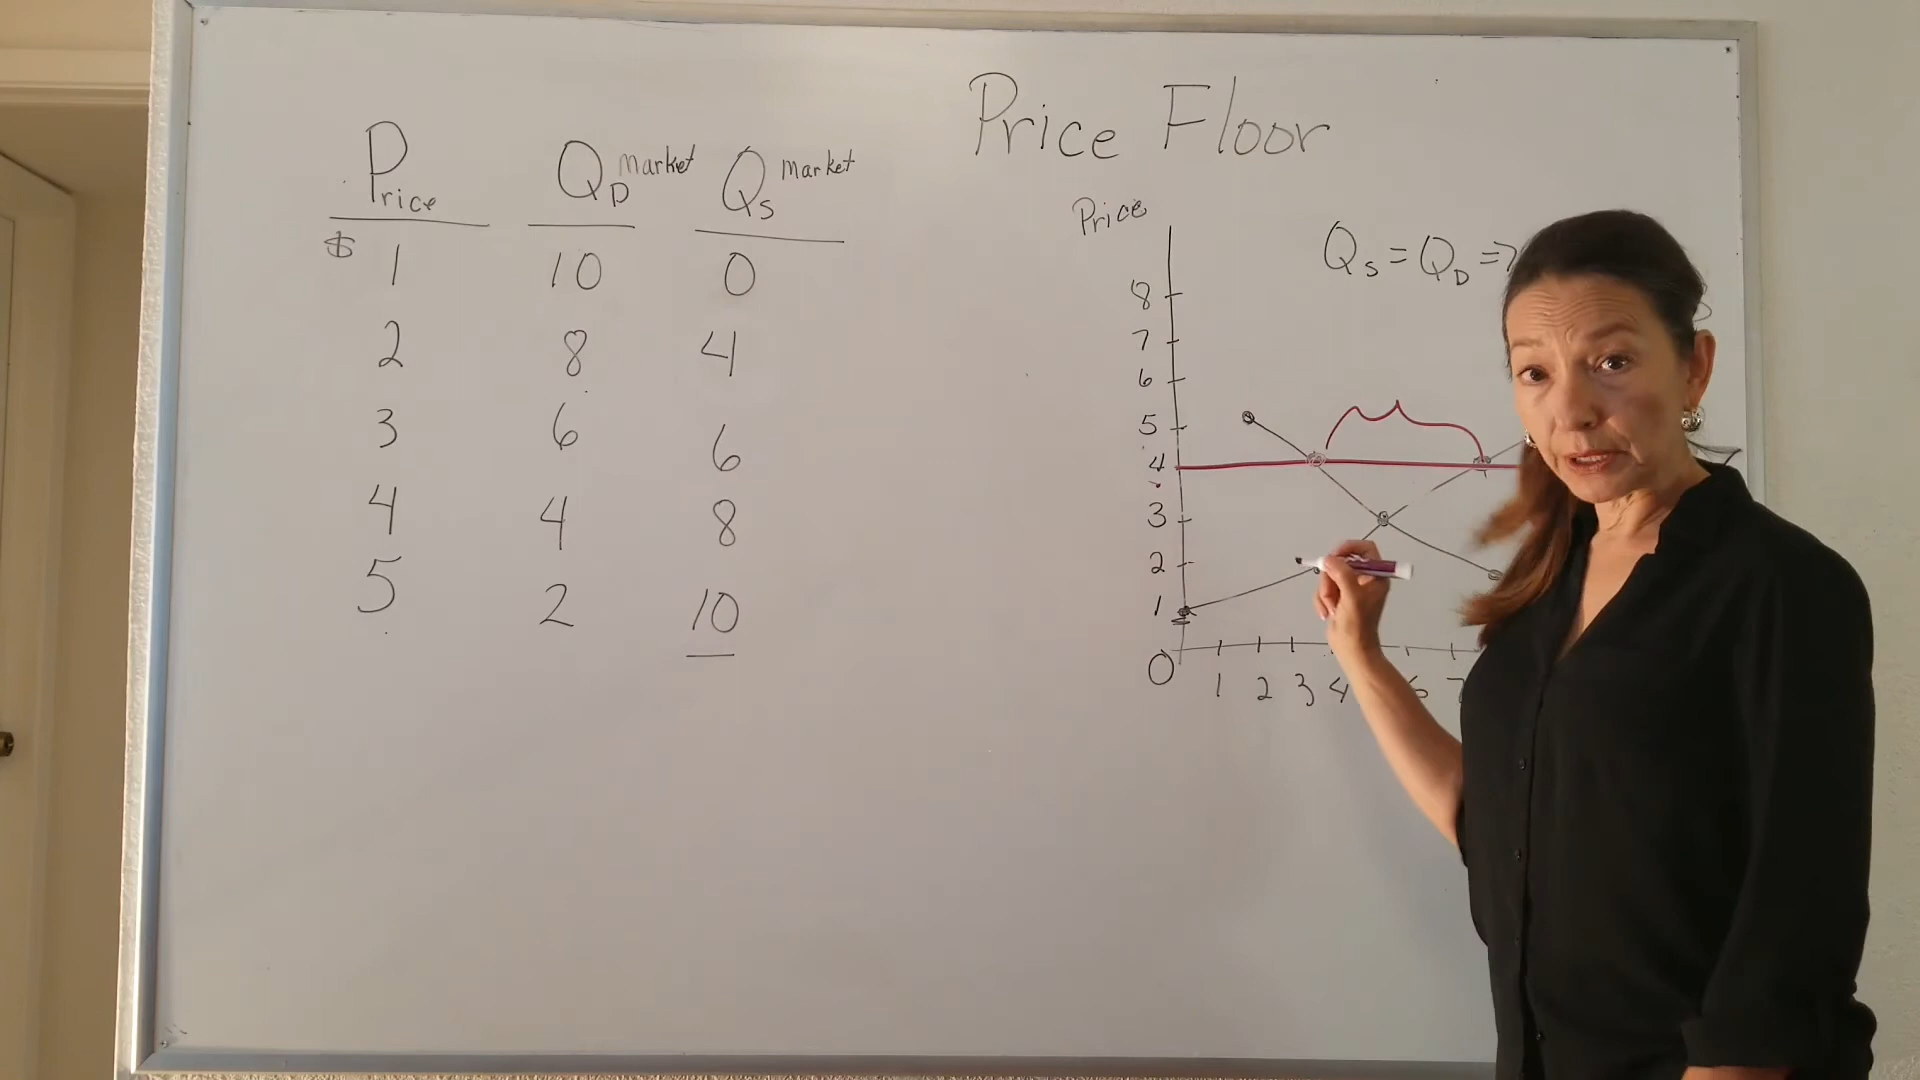 Price Floor
Price Q_D market Q_S market
$ 1 10 0
2 8 4
3 6 6
4 4 8
5 2 10
Price
Q_S = Q_D =>
8
7
6
5
4
3
2
1
0 1 2 3 4 6 7